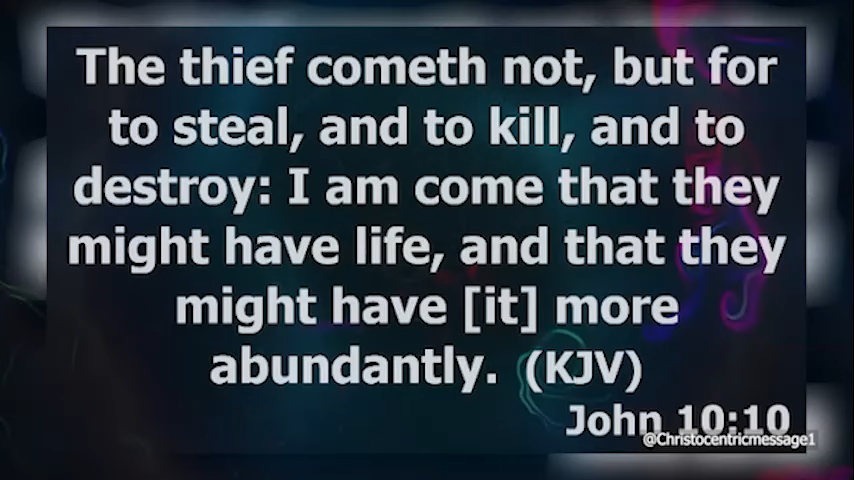 The thief cometh not, but for
to steal, and to kill, and to
destroy: I am come that they
might have life, and that they
might have [it] more
abundantly. (KJV)
John 10:10
@Christocentricmessage1